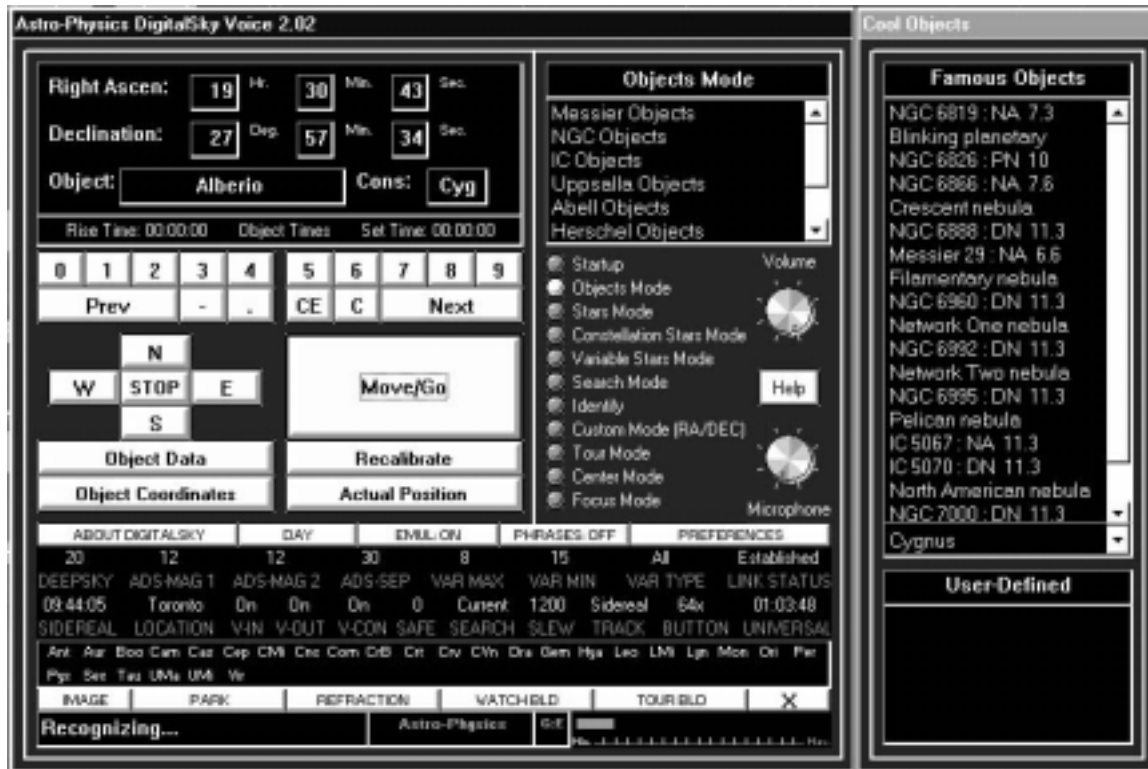 Astro-Physics DigitalSky Voice 2.02
Right Ascen: 19 Hr. 30 Min. 43 Sec.
Declination: 27 Deg. 57 Min. 34 Sec.
Object: Alberio Cons: Cyg
Rise Time: 00:00:00 Object Times Set Time: 00:00:00
0 1 2 3 4 5 6 7 8 9
Prev - . CE C Next
N
W STOP E
S
Move/Go
Object Data Recalibrate
Object Coordinates Actual Position
Objects Mode
Messier Objects
NGC Objects
IC Objects
Uppsalla Objects
Abell Objects
Herschel Objects
Startup
Objects Mode
Stars Mode
Constellation Stars Mode
Variable Stars Mode
Search Mode
Identify
Custom Mode (RA/DEC)
Tour Mode
Center Mode
Focus Mode
Volume
Help
Microphone
ABOUT DIGITALSKY DAY EMUL: ON PHRASES: OFF PREFERENCES
20 12 12 30 8 15 All Established
DEEPSKY ADS-MAG 1 ADS-MAG 2 ADS-SEP VAR MAX VAR MIN VAR TYPE LINK STATUS
09:44:05 Toronto On On On 0 Current 1200 Sidereal 64x 01:03:48
SIDEREAL LOCATION V-IN V-OUT V-CON SAFE SEARCH SLEW TRACK BUTTON UNIVERSAL
Ant Aur Boo Cam Cas Cep CMi Cnc Com CrB Crt Crv CVn Dra Gem Hya Leo LMi Lyn Mon Ori Per
Pyx Sex Tau UMa UMi Vir
IMAGE PARK REFRACTION WATCH BLD TOUR BLD X
Recognizing... Astro-Physics G:E
Cool Objects
Famous Objects
NGC 6819 : NA 7.3
Blinking planetary
NGC 6826 : PN 10
NGC 6866 : NA 7.6
Crescent nebula
NGC 6888 : DN 11.3
Messier 29 : NA 6.6
Filamentary nebula
NGC 6960 : DN 11.3
Network One nebula
NGC 6992 : DN 11.3
Network Two nebula
NGC 6995 : DN 11.3
Pelican nebula
IC 5067 : NA 11.3
IC 5070 : DN 11.3
North American nebula
NGC 7000 : DN 11.3
Cygnus
User-Defined